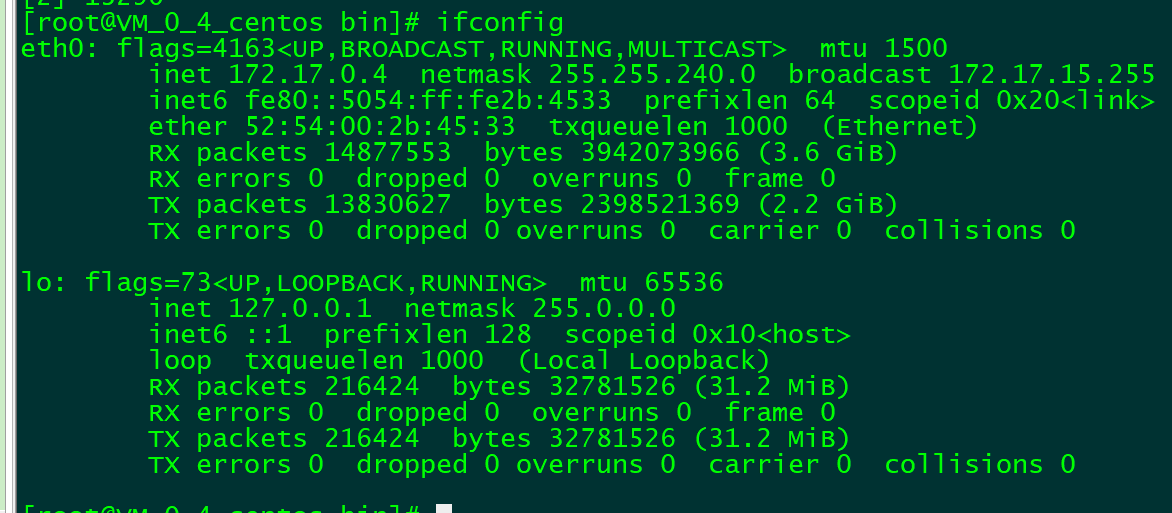 [2] 15296
[root@VM_0_4_centos bin]# ifconfig
eth0: flags=4163<UP,BROADCAST,RUNNING,MULTICAST>  mtu 1500
        inet 172.17.0.4  netmask 255.255.240.0  broadcast 172.17.15.255
        inet6 fe80::5054:ff:fe2b:4533  prefixlen 64  scopeid 0x20<link>
        ether 52:54:00:2b:45:33  txqueuelen 1000  (Ethernet)
        RX packets 14877553  bytes 3942073966 (3.6 GiB)
        RX errors 0  dropped 0  overruns 0  frame 0
        TX packets 13830627  bytes 2398521369 (2.2 GiB)
        TX errors 0  dropped 0 overruns 0  carrier 0  collisions 0
lo: flags=73<UP,LOOPBACK,RUNNING>  mtu 65536
        inet 127.0.0.1  netmask 255.0.0.0
        inet6 ::1  prefixlen 128  scopeid 0x10<host>
        loop  txqueuelen 1000  (Local Loopback)
        RX packets 216424  bytes 32781526 (31.2 MiB)
        RX errors 0  dropped 0  overruns 0  frame 0
        TX packets 216424  bytes 32781526 (31.2 MiB)
        TX errors 0  dropped 0 overruns 0  carrier 0  collisions 0
[root@VM_0_4_centos bin]#